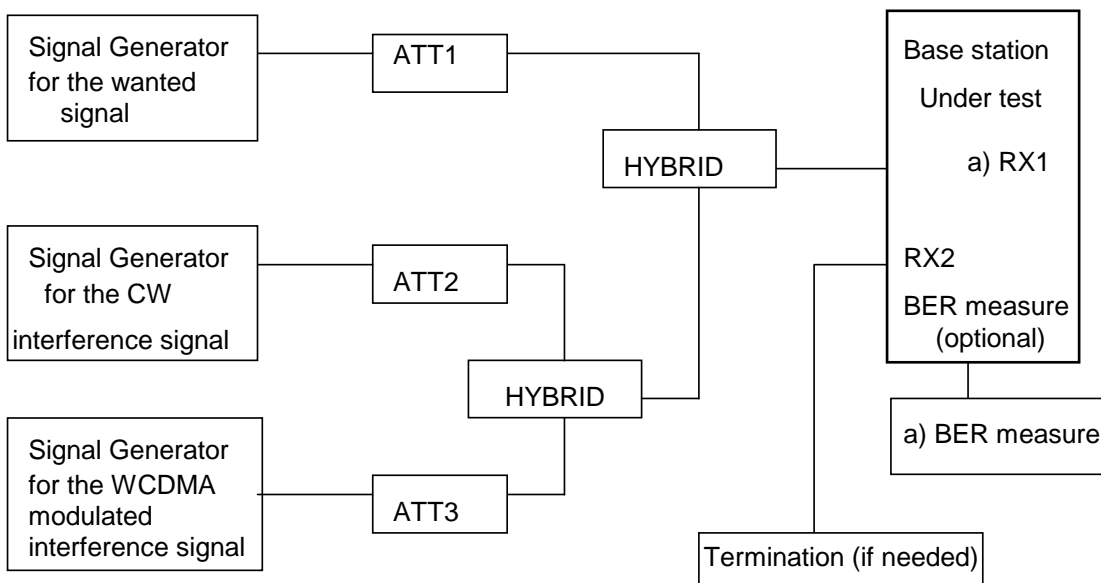 Signal Generator
for the wanted
signal
ATT1
HYBRID
Base station
Under test
a) RX1
RX2
BER measure
(optional)
a) BER measure
Signal Generator
for the CW
interference signal
ATT2
HYBRID
Signal Generator
for the WCDMA
modulated
interference signal
ATT3
Termination (if needed)